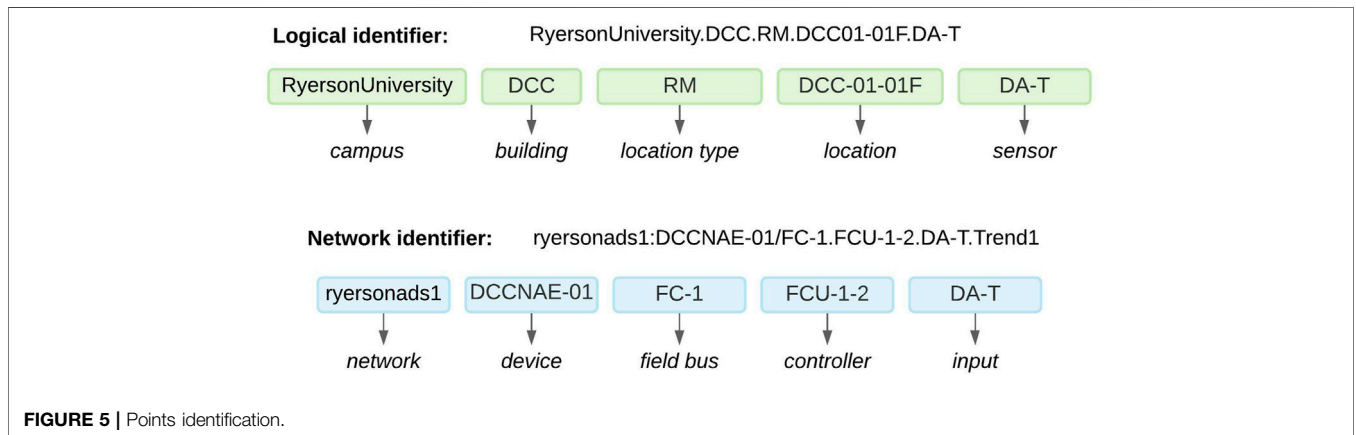 Logical identifier: RyersonUniversity.DCC.RM.DCC01-01F.DA-T
RyersonUniversity DCC RM DCC-01-01F DA-T
campus building location type location sensor
Network identifier: ryersonads1:DCCNAE-01/FC-1.FCU-1-2.DA-T.Trend1
ryersonads1 DCCNAE-01 FC-1 FCU-1-2 DA-T
network device field bus controller input
FIGURE 5 | Points identification.